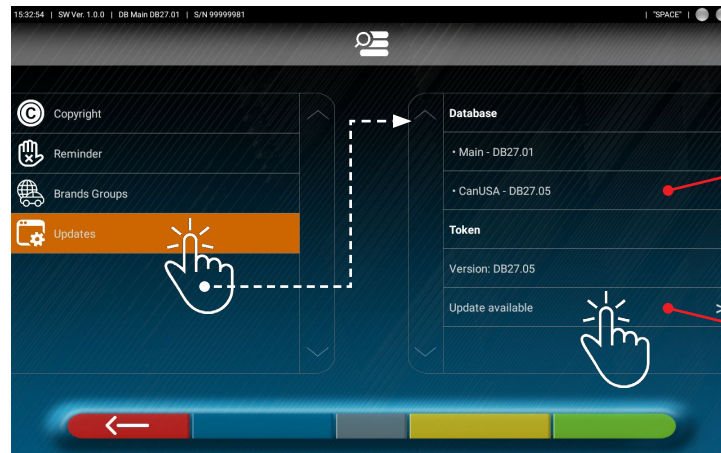 15:32:54 | SW Ver. 1.0.0 | DB Main DB27.01 | S/N 99999981 | "SPACE" |
Copyright
Reminder
Brands Groups
Updates
Database
• Main - DB27.01
• CanUSA - DB27.05
Token
Version: DB27.05
Update available >